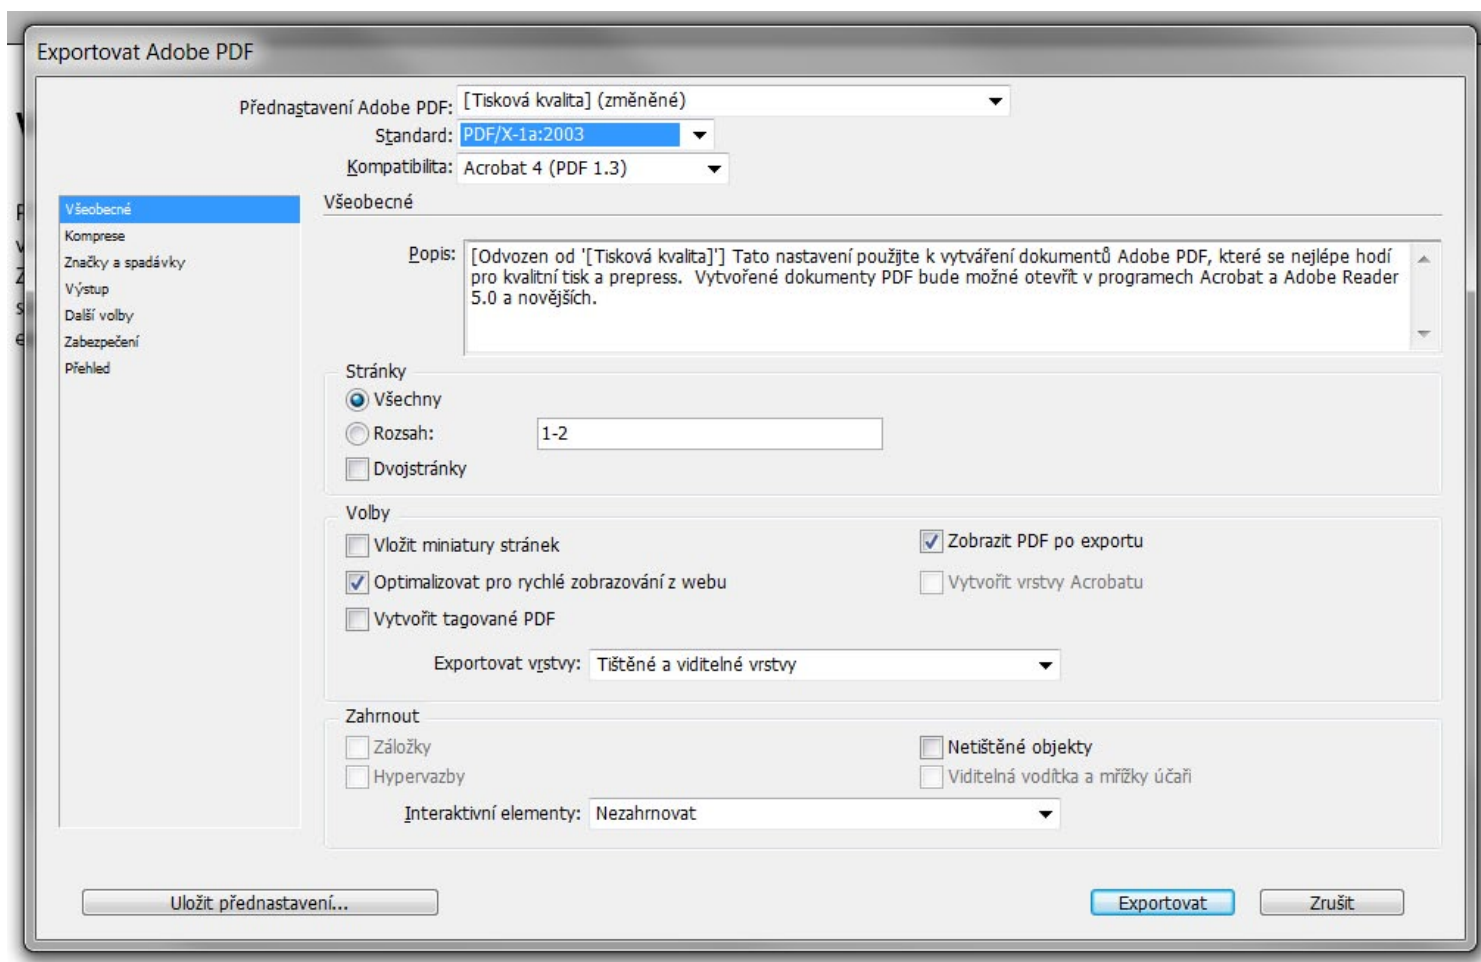 Exportovat Adobe PDF
Přednastavení Adobe PDF: [Tisková kvalita] (změněné)
Standard: PDF/X-1a:2003
Kompatibilita: Acrobat 4 (PDF 1.3)
Všeobecné
Komprese
Značky a spadávky
Výstup
Další volby
Zabezpečení
Přehled
Všeobecné
Popis: [Odvozen od '[Tisková kvalita]'] Tato nastavení použijte k vytváření dokumentů Adobe PDF, které se nejlépe hodí
pro kvalitní tisk a prepress. Vytvořené dokumenty PDF bude možné otevřít v programech Acrobat a Adobe Reader
5.0 a novějších.
Stránky
Všechny
Rozsah: 1-2
Dvojstránky
Volby
Vložit miniatury stránek
Zobrazit PDF po exportu
Optimalizovat pro rychlé zobrazování z webu
Vytvořit vrstvy Acrobatu
Vytvořit tagované PDF
Exportovat vrstvy: Tištěné a viditelné vrstvy
Zahrnout
Záložky
Netištěné objekty
Hypervazby
Viditelná vodítka a mřížky účaří
Interaktivní elementy: Nezahrnovat
Uložit přednastavení...
Exportovat
Zrušit